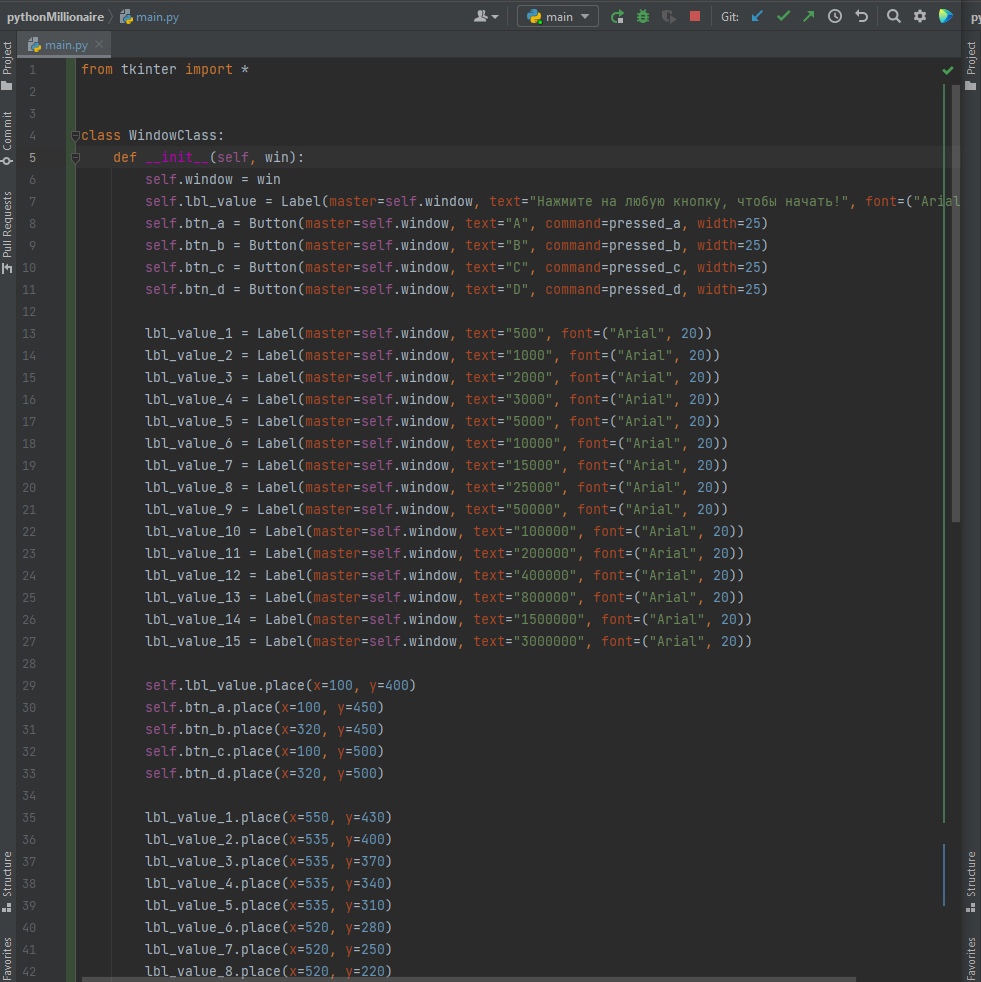 pythonMillionaire main.py main Git: py
main.py
Project
Commit
Pull Requests
Structure
Favorites
1 from tkinter import *
2
3
4 class WindowClass:
5 def __init__(self, win):
6 self.window = win
7 self.lbl_value = Label(master=self.window, text="Нажмите на любую кнопку, чтобы начать!", font=("Arial
8 self.btn_a = Button(master=self.window, text="A", command=pressed_a, width=25)
9 self.btn_b = Button(master=self.window, text="B", command=pressed_b, width=25)
10 self.btn_c = Button(master=self.window, text="C", command=pressed_c, width=25)
11 self.btn_d = Button(master=self.window, text="D", command=pressed_d, width=25)
12
13 lbl_value_1 = Label(master=self.window, text="500", font=("Arial", 20))
14 lbl_value_2 = Label(master=self.window, text="1000", font=("Arial", 20))
15 lbl_value_3 = Label(master=self.window, text="2000", font=("Arial", 20))
16 lbl_value_4 = Label(master=self.window, text="3000", font=("Arial", 20))
17 lbl_value_5 = Label(master=self.window, text="5000", font=("Arial", 20))
18 lbl_value_6 = Label(master=self.window, text="10000", font=("Arial", 20))
19 lbl_value_7 = Label(master=self.window, text="15000", font=("Arial", 20))
20 lbl_value_8 = Label(master=self.window, text="25000", font=("Arial", 20))
21 lbl_value_9 = Label(master=self.window, text="50000", font=("Arial", 20))
22 lbl_value_10 = Label(master=self.window, text="100000", font=("Arial", 20))
23 lbl_value_11 = Label(master=self.window, text="200000", font=("Arial", 20))
24 lbl_value_12 = Label(master=self.window, text="400000", font=("Arial", 20))
25 lbl_value_13 = Label(master=self.window, text="800000", font=("Arial", 20))
26 lbl_value_14 = Label(master=self.window, text="1500000", font=("Arial", 20))
27 lbl_value_15 = Label(master=self.window, text="3000000", font=("Arial", 20))
28
29 self.lbl_value.place(x=100, y=400)
30 self.btn_a.place(x=100, y=450)
31 self.btn_b.place(x=320, y=450)
32 self.btn_c.place(x=100, y=500)
33 self.btn_d.place(x=320, y=500)
34
35 lbl_value_1.place(x=550, y=430)
36 lbl_value_2.place(x=535, y=400)
37 lbl_value_3.place(x=535, y=370)
38 lbl_value_4.place(x=535, y=340)
39 lbl_value_5.place(x=535, y=310)
40 lbl_value_6.place(x=520, y=280)
41 lbl_value_7.place(x=520, y=250)
42 lbl_value_8.place(x=520, y=220)
Project
Structure
Favorites